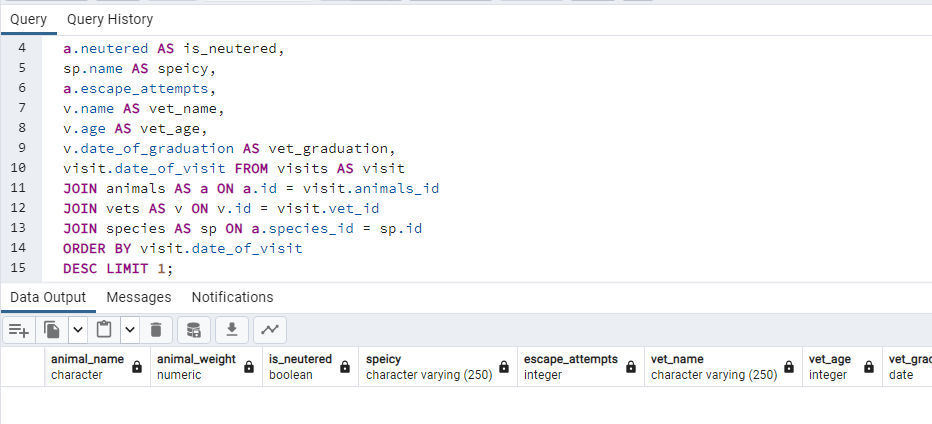 Query Query History
4 a.neutered AS is_neutered,
5 sp.name AS speicy,
6 a.escape_attempts,
7 v.name AS vet_name,
8 v.age AS vet_age,
9 v.date_of_graduation AS vet_graduation,
10 visit.date_of_visit FROM visits AS visit
11 JOIN animals AS a ON a.id = visit.animals_id
12 JOIN vets AS v ON v.id = visit.vet_id
13 JOIN species AS sp ON a.species_id = sp.id
14 ORDER BY visit.date_of_visit
15 DESC LIMIT 1;
Data Output Messages Notifications
animal_name animal_weight is_neutered speicy escape_attempts vet_name vet_age vet_grad
character numeric boolean character varying (250) integer character varying (250) integer date